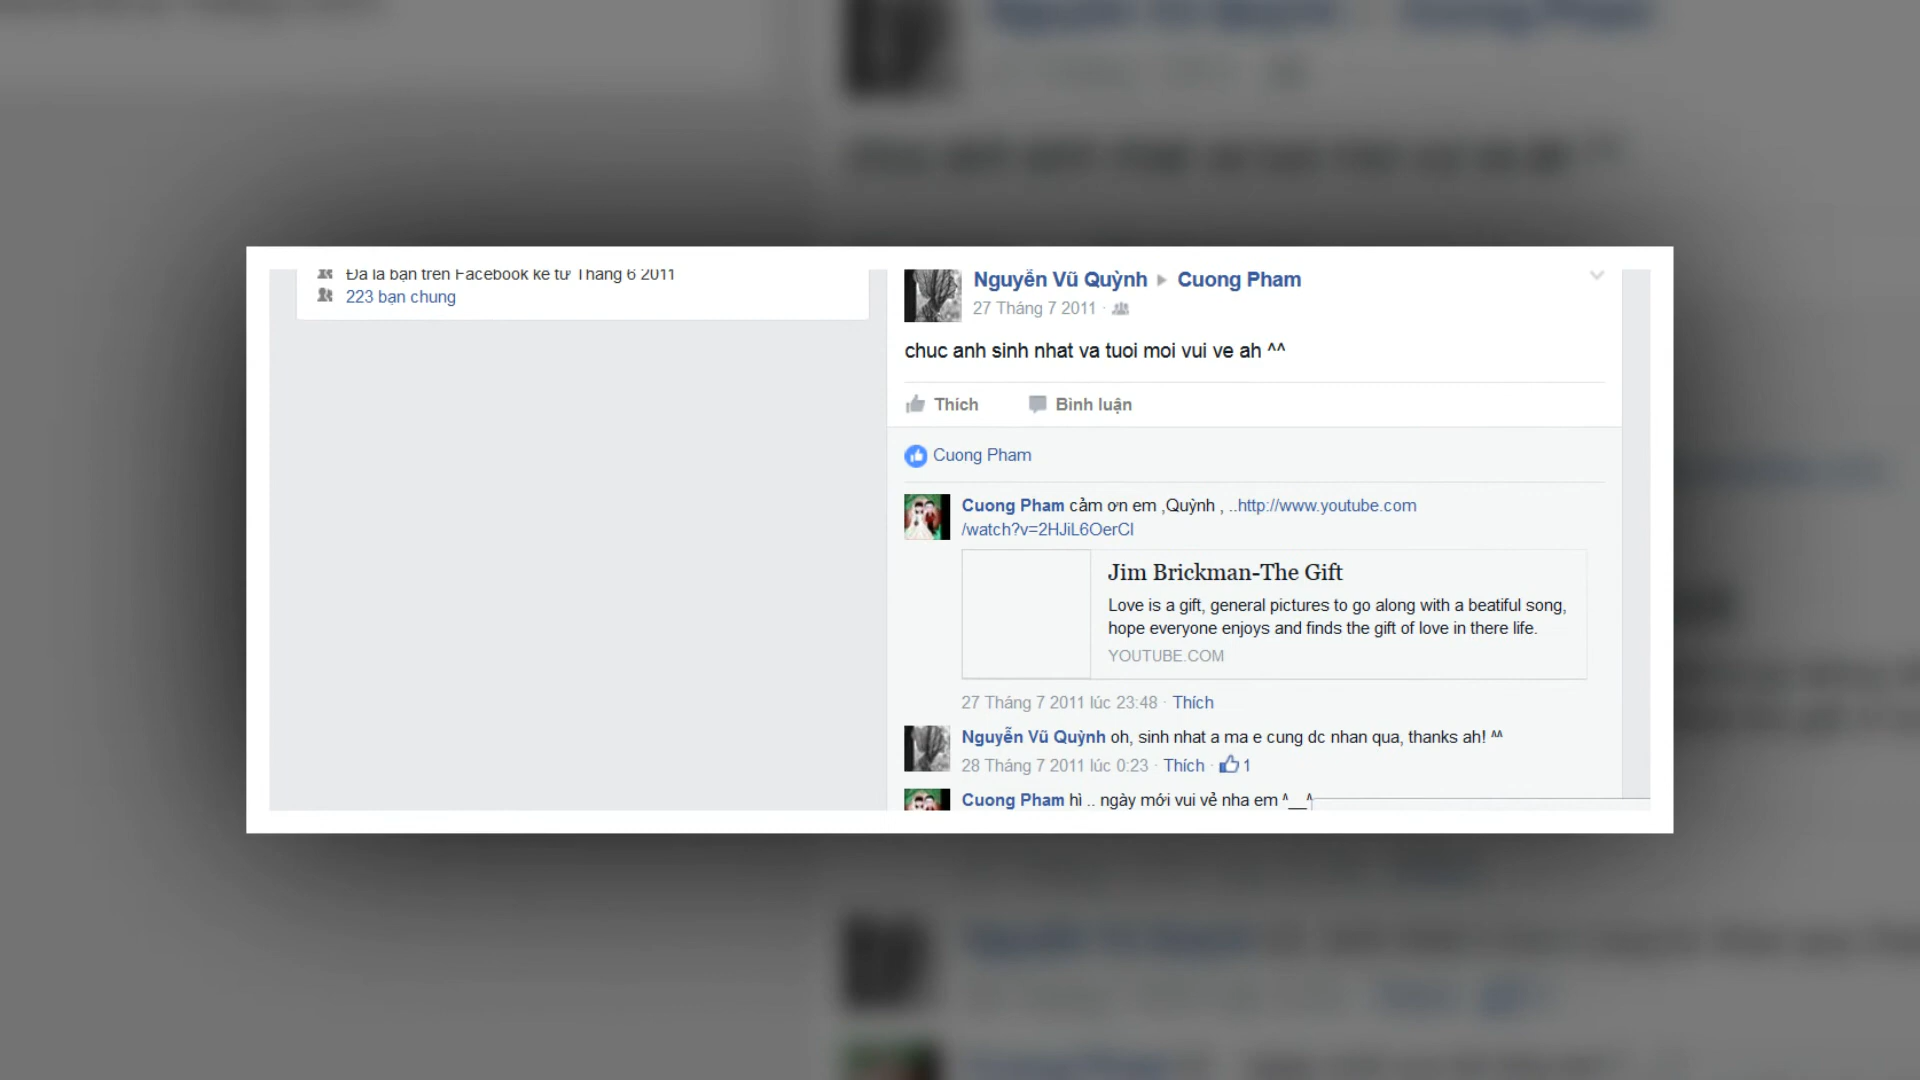 Đã là bạn trên Facebook kể từ Tháng 6 2011
223 bạn chung
Nguyễn Vũ Quỳnh ▸ Cuong Pham
27 Tháng 7 2011 ·
chuc anh sinh nhat va tuoi moi vui ve ah ^^
Thích Bình luận
Cuong Pham
Cuong Pham cảm ơn em ,Quỳnh , ..http://www.youtube.com
/watch?v=2HJiL6OerCI
Jim Brickman-The Gift
Love is a gift, general pictures to go along with a beatiful song,
hope everyone enjoys and finds the gift of love in there life.
YOUTUBE.COM
27 Tháng 7 2011 lúc 23:48 · Thích
Nguyễn Vũ Quỳnh oh, sinh nhat a ma e cung dc nhan qua, thanks ah! ^^
28 Tháng 7 2011 lúc 0:23 · Thích · 1
Cuong Pham hì .. ngày mới vui vẻ nha em ^__^